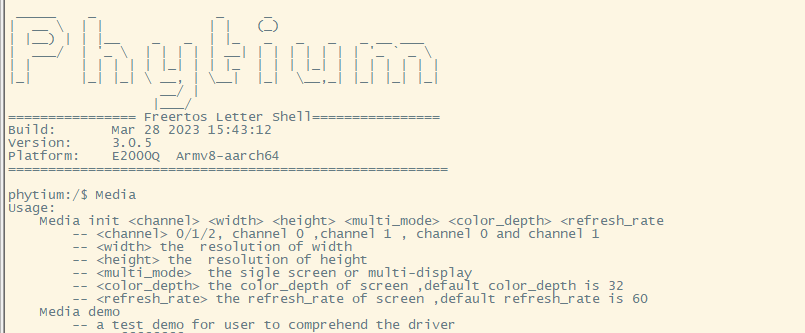 Phytium
================ Freertos Letter Shell================
Build:       Mar 28 2023 15:43:12
Version:     3.0.5
Platform:    E2000Q  Armv8-aarch64
=======================================================
phytium:/$ Media
Usage:
    Media init <channel> <width> <height> <multi_mode> <color_depth> <refresh_rate
        -- <channel> 0/1/2, channel 0 ,channel 1 , channel 0 and channel 1
        -- <width> the  resolution of width
        -- <height> the  resolution of height
        -- <multi_mode>  the sigle screen or multi-display
        -- <color_depth> the color_depth of screen ,default color_depth is 32
        -- <refresh_rate> the refresh_rate of screen ,default refresh_rate is 60
    Media demo
        -- a test demo for user to comprehend the driver